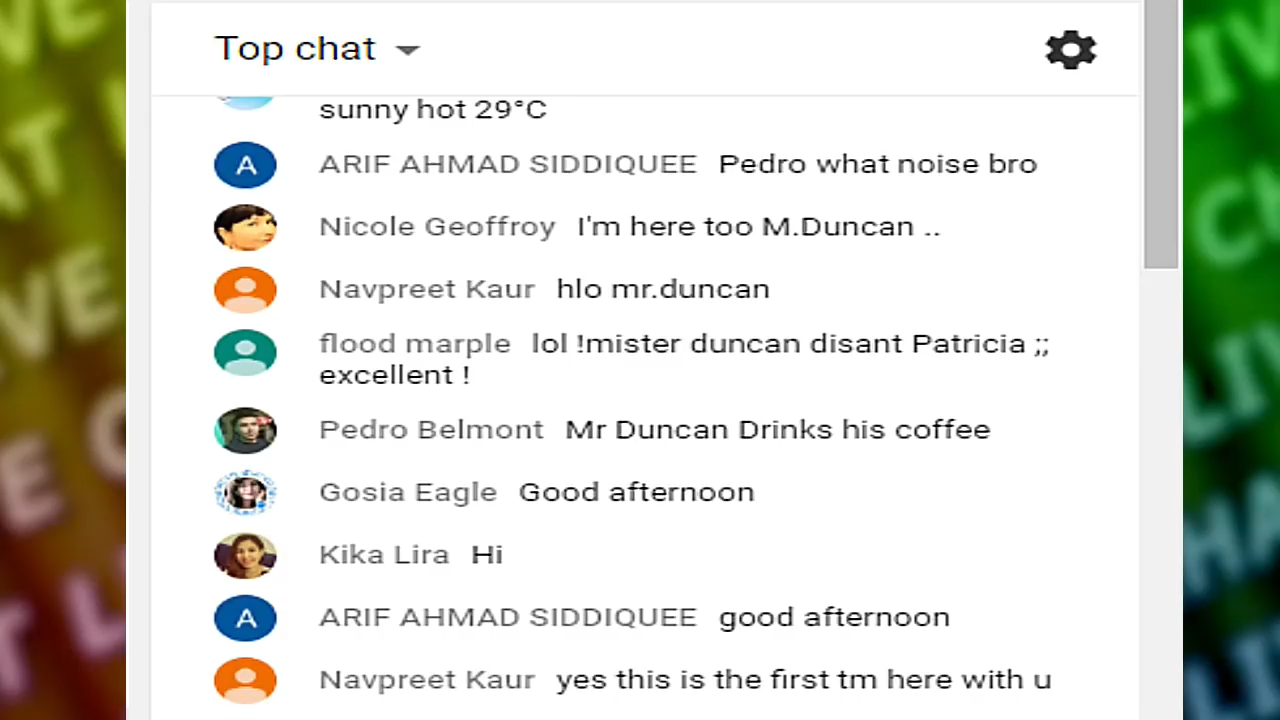 Top chat
sunny hot 29°C
A ARIF AHMAD SIDDIQUEE Pedro what noise bro
Nicole Geoffroy I'm here too M.Duncan ..
Navpreet Kaur hlo mr.duncan
flood marple lol !mister duncan disant Patricia ;;
excellent !
Pedro Belmont Mr Duncan Drinks his coffee
Gosia Eagle Good afternoon
Kika Lira Hi
A ARIF AHMAD SIDDIQUEE good afternoon
Navpreet Kaur yes this is the first tm here with u